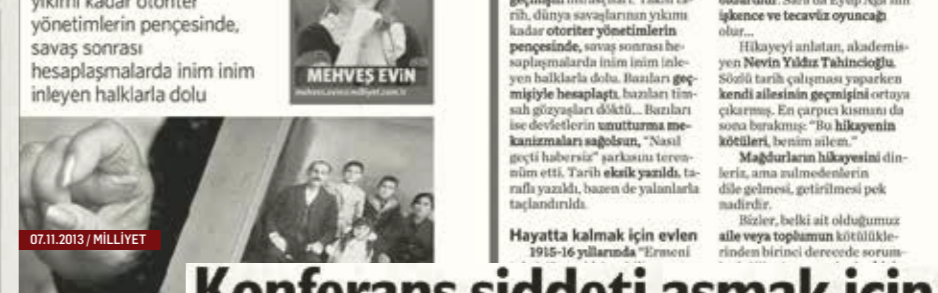 yıkımı kadar otoriter
yönetimlerin pençesinde,
savaş sonrası
hesaplaşmalarda inim inim
inleyen halklarla dolu
MEHVEŞ EVİN
07.11.2013 / MİLLİYET
rih, dünya savaşlarının yıkımı
kadar otoriter yönetimlerin
pençesinde, savaş sonrası he-
saplaşmalarda inim inim inle-
yen halklarla dolu. Bazıları geç-
mişiyle hesaplaştı, bazıları tim-
sah gözyaşları döktü... Bazıları
ise devletlerin unutturma me-
kanizmaları sağolsun, "Nasıl
geçti habersiz" şarkısını teren-
nüm etti. Tarih eksik yazıldı, ta-
raflı yazıldı, bazen de yalanlarla
taçlandırıldı.
Hayatta kalmak için evlen
1915-16 yıllarında "Ermeni
işkence ve tecavüz oyuncağı
olur...
Hikayeyi anlatan, akademis-
yen Nevin Yıldız Tahincioğlu.
Sözlü tarih çalışması yaparken
kendi ailesinin geçmişini ortaya
çıkarmış. En çarpıcı kısmını da
sona bırakmış: "Bu hikayenin
kötüleri, benim ailem."
Mağdurların hikayesini din-
leriz, ama zulmedenlerin
dile gelmesi, getirilmesi pek
nadirdir.
Bizler, belki ait olduğumuz
aile veya toplumun kötülükle-
rinden birinci derecede sorum-
Konferans şiddeti aşmak için